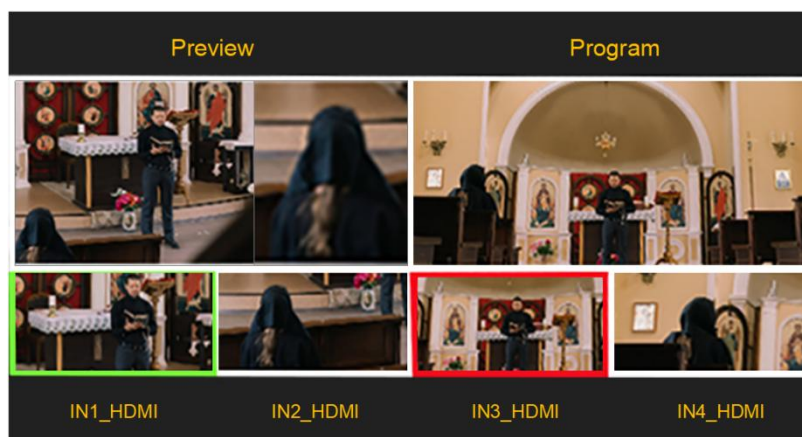 Preview
Program
IN1_HDMI
IN2_HDMI
IN3_HDMI
IN4_HDMI